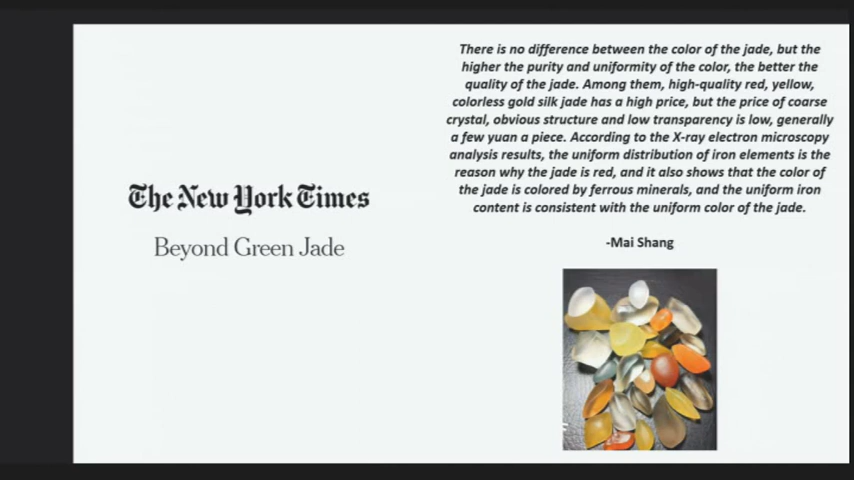 The New York Times
Beyond Green Jade
There is no difference between the color of the jade, but the
higher the purity and uniformity of the color, the better the
quality of the jade. Among them, high-quality red, yellow,
colorless gold silk jade has a high price, but the price of coarse
crystal, obvious structure and low transparency is low, generally
a few yuan a piece. According to the X-ray electron microscopy
analysis results, the uniform distribution of iron elements is the
reason why the jade is red, and it also shows that the color of
the jade is colored by ferrous minerals, and the uniform iron
content is consistent with the uniform color of the jade.
-Mai Shang